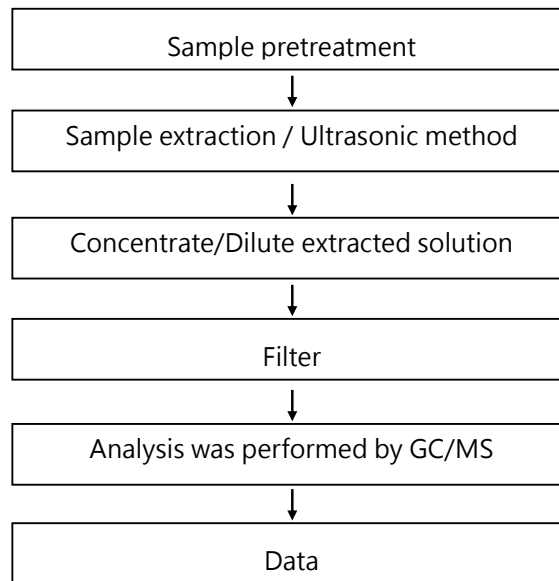 Sample pretreatment
Sample extraction / Ultrasonic method
Concentrate/Dilute extracted solution
Filter
Analysis was performed by GC/MS
Data